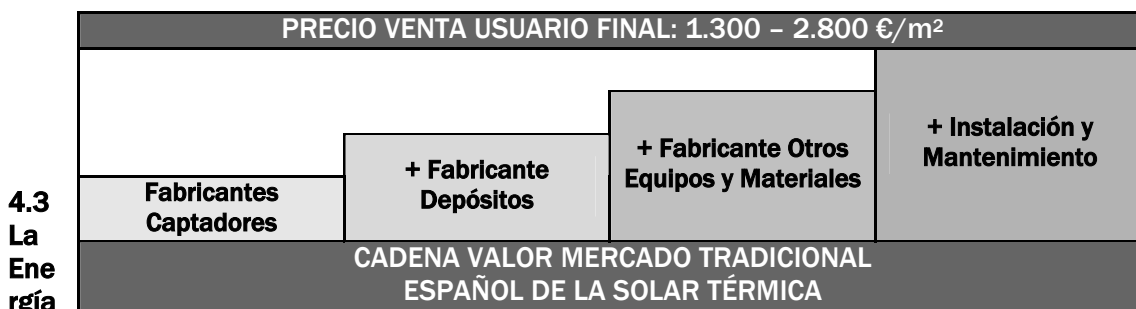 PRECIO VENTA USUARIO FINAL: 1.300 – 2.800 €/m²
+ Instalación y
Mantenimiento
+ Fabricante Otros
Equipos y Materiales
+ Fabricante
Depósitos
Fabricantes
Captadores
CADENA VALOR MERCADO TRADICIONAL
ESPAÑOL DE LA SOLAR TÉRMICA
4.3
La
Ene
rgía